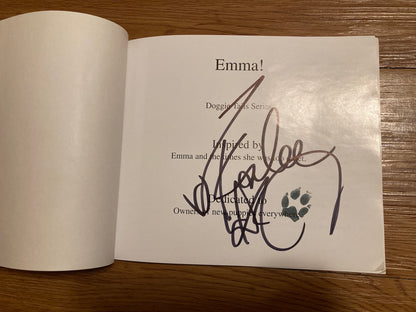 Emma!
Doggie Tails Series
Inspired by
Emma and the times she was
Dedicated to
Owners of new puppies everywhere